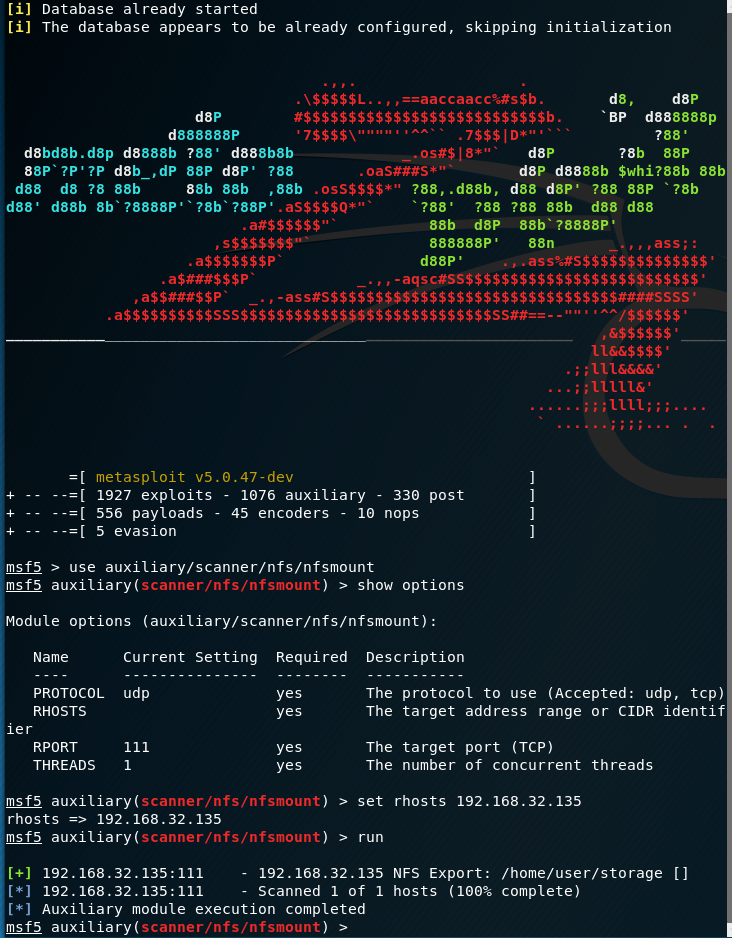 [i] Database already started
[i] The database appears to be already configured, skipping initialization
.,,. .
.\$$$$$L..,,==aaccaacc%#s$b. d8, d8P
d8P #$$$$$$$$$$$$$$$$$$$$$$$$$$$b. `BP d888888p
d888888P '7$$$$\""""''^^`` .7$$$|D*"'``` ?88'
d8bd8b.d8p d8888b ?88' d888b8b _.os#$|8*"` d8P ?8b 88P
88P`?P'?P d8b_,dP 88P d8P' ?88 .oaS###S*"` d8P d8888b $whi?88b 88b
d88 d8 ?8 88b 88b 88b ,88b .osS$$$$*" ?88,.d88b, d88 d8P' ?88 88P `?8b
d88' d88b 8b`?8888P'`?8b`?88P'.aS$$$$Q*"` `?88' ?88 ?88 88b d88 d88
.a#$$$$$$"` 88b d8P 88b`?8888P'
,s$$$$$$$"` 888888P' 88n _.,,,ass;:
.a$$$$$$$P` d88P' .,.ass%#S$$$$$$$$$$$$$$'
.a$###$$$P` _.,,-aqsc#SS$$$$$$$$$$$$$$$$$$$$$$$$$$'
,a$$###$$P` _.,-ass#S$$$$$$$$$$$$$$$$$$$$$$$$$$$$$$$$####SSSS'
.a$$$$$$$$$$SSS$$$$$$$$$$$$$$$$$$$$$$$$$$$$SS##==--""''^^/$$$$$$'
,&$$$$$$'
ll&&$$$$'
.;;lll&&&&'
...;;lllll&'
......;;;llll;;;....
` ......;;;;... . .
=[ metasploit v5.0.47-dev ]
+ -- --=[ 1927 exploits - 1076 auxiliary - 330 post ]
+ -- --=[ 556 payloads - 45 encoders - 10 nops ]
+ -- --=[ 5 evasion ]
msf5 > use auxiliary/scanner/nfs/nfsmount
msf5 auxiliary(scanner/nfs/nfsmount) > show options
Module options (auxiliary/scanner/nfs/nfsmount):
Name Current Setting Required Description
---- --------------- -------- -----------
PROTOCOL udp yes The protocol to use (Accepted: udp, tcp)
RHOSTS yes The target address range or CIDR identif
ier
RPORT 111 yes The target port (TCP)
THREADS 1 yes The number of concurrent threads
msf5 auxiliary(scanner/nfs/nfsmount) > set rhosts 192.168.32.135
rhosts => 192.168.32.135
msf5 auxiliary(scanner/nfs/nfsmount) > run
[+] 192.168.32.135:111 - 192.168.32.135 NFS Export: /home/user/storage []
[*] 192.168.32.135:111 - Scanned 1 of 1 hosts (100% complete)
[*] Auxiliary module execution completed
msf5 auxiliary(scanner/nfs/nfsmount) >